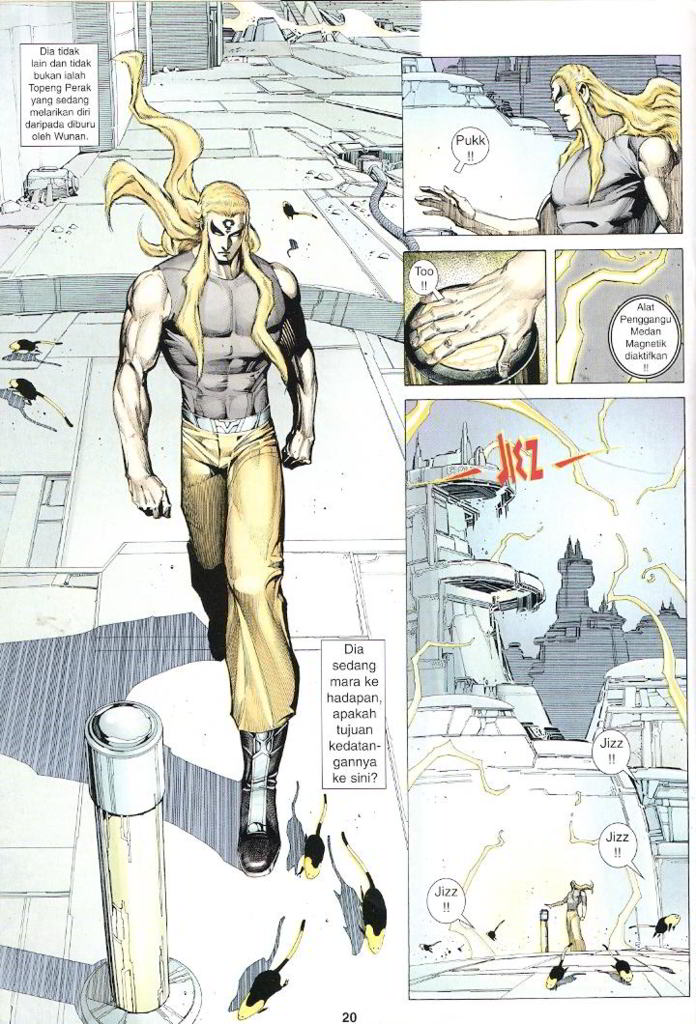 Dia tidak
lain dan tidak
bukan ialah
Topeng Perak
yang sedang
melarikan diri
daripada diburu
oleh Wunan.
Dia
sedang
mara ke
hadapan,
apakah
tujuan
kedatan-
gannya
ke sini?
Pukk
!!
Too
!!
Alat
Penggangu
Medan
Magnetik
diaktifkan
!!
JIEZ
Jizz
!!
Jizz
!!
Jizz
!!
20